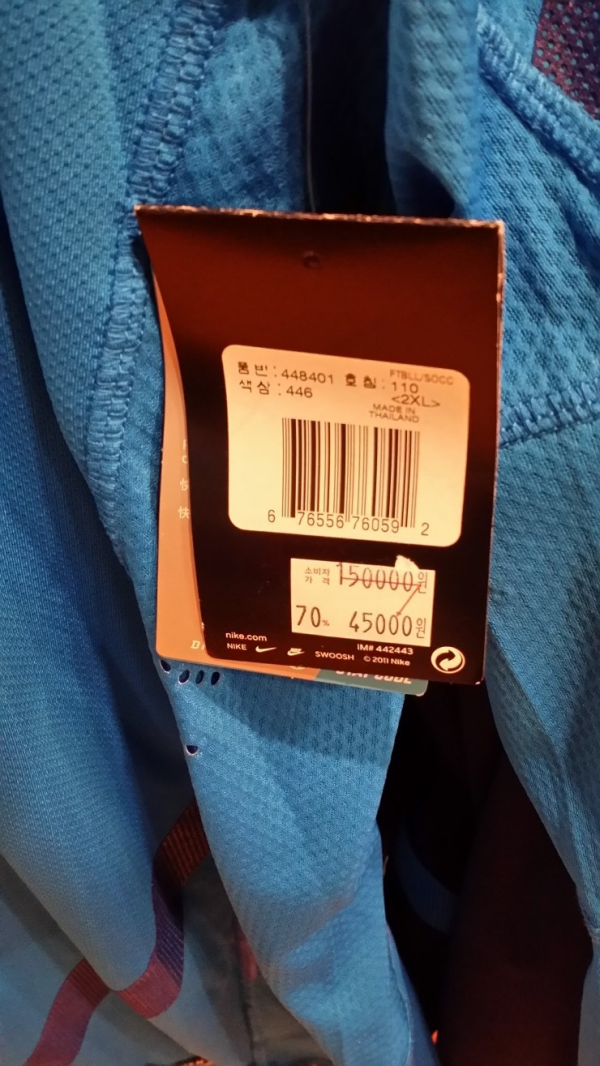 품 번 : 448401 호 칭 : 110
FTBLL/SOCC
색 상 : 446 <2XL>
MADE IN
THAILAND
6 76556 76059 2
소비자
가 격 150000원
70% 45000원
nike.com
NIKE SWOOSH
IM# 442443
© 2011 Nike